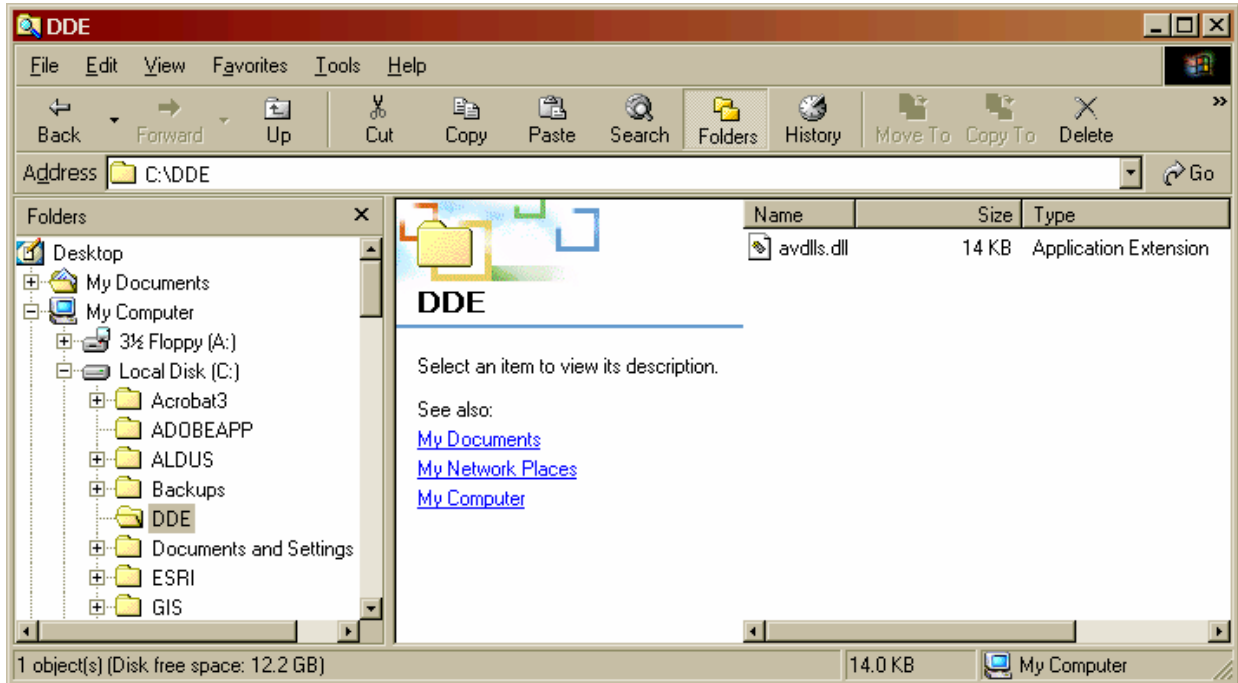 DDE
File Edit View Favorites Tools Help
Back Forward Up Cut Copy Paste Search Folders History Move To Copy To Delete »
Address C:\DDE Go
Folders
Desktop
My Documents
My Computer
3½ Floppy (A:)
Local Disk (C:)
Acrobat3
ADOBEAPP
ALDUS
Backups
DDE
Documents and Settings
ESRI
GIS
DDE
Select an item to view its description.
See also:
My Documents
My Network Places
My Computer
Name Size Type
avdlls.dll 14 KB Application Extension
1 object(s) (Disk free space: 12.2 GB) 14.0 KB My Computer